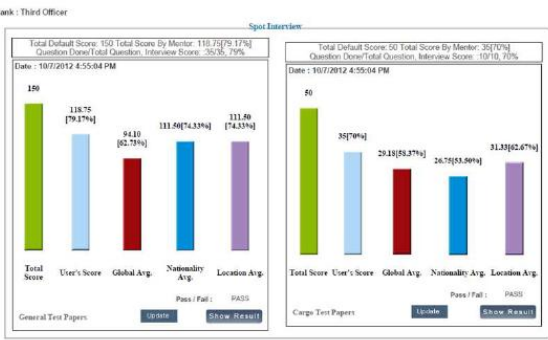 ank : Third Officer
Spot Interview
Total Default Score: 150 Total Score By Mentor: 118.75[79.17%]
Question Done/Total Question, Interview Score: :35/35, 79%
Date : 10/7/2012 4:55:04 PM
150
118.75
[79.17%]
94.10
[62.73%]
111.50[74.33%]
111.50
[74.33%]
Total
Score
User's Score
Global Avg.
Nationality
Avg.
Location Avg.
Pass / Fail :
PASS
General Test Papers
Update
Show Result
Total Default Score: 50 Total Score By Mentor: 35[70%]
Question Done/Total Question, Interview Score: :10/10, 70%
Date : 10/7/2012 4:55:04 PM
50
35[70%]
29.18[58.37%]
26.75[53.50%]
31.33[62.67%]
Total Score
User's Score
Global Avg.
Nationality Avg.
Location Avg.
Pass / Fail :
PASS
Cargo Test Papers
Update
Show Result